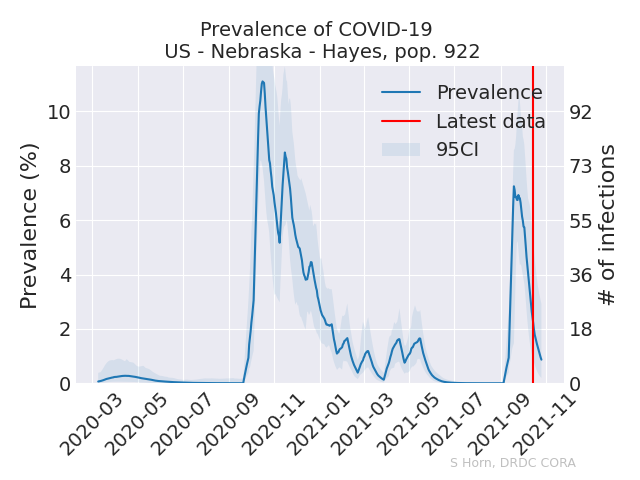 Prevalence of COVID-19
US - Nebraska - Hayes, pop. 922
Prevalence (%)
10
8
6
4
2
0
Prevalence
Latest data
95CI
92
73
55
36
18
0
# of infections
2020-03
2020-05
2020-07
2020-09
2020-11
2021-01
2021-03
2021-05
2021-07
2021-09
2021-11
S Horn, DRDC CORA